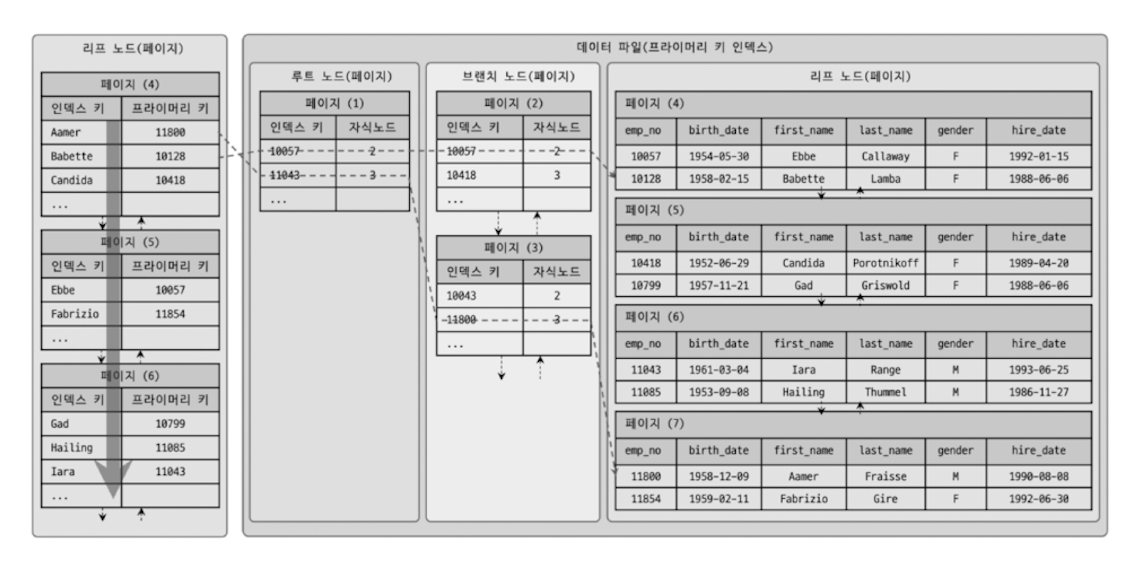 리프 노드(페이지)
페이지 (4)
인덱스 키 프라이머리 키
Aamer 11800
Babette 10128
Candida 10418
...
페이지 (5)
인덱스 키 프라이머리 키
Ebbe 10057
Fabrizio 11854
...
페이지 (6)
인덱스 키 프라이머리 키
Gad 10799
Hailing 11085
Iara 11043
...
데이터 파일(프라이머리 키 인덱스)
루트 노드(페이지)
페이지 (1)
인덱스 키 자식노드
10057 2
11043 3
...
브랜치 노드(페이지)
페이지 (2)
인덱스 키 자식노드
10057 2
10418 3
...
페이지 (3)
인덱스 키 자식노드
10043 2
11800 3
...
리프 노드(페이지)
페이지 (4)
emp_no birth_date first_name last_name gender hire_date
10057 1954-05-30 Ebbe Callaway F 1992-01-15
10128 1958-02-15 Babette Lamba F 1988-06-06
페이지 (5)
emp_no birth_date first_name last_name gender hire_date
10418 1952-06-29 Candida Porotnikoff F 1989-04-20
10799 1957-11-21 Gad Griswold F 1988-06-06
페이지 (6)
emp_no birth_date first_name last_name gender hire_date
11043 1961-03-04 Iara Range M 1993-06-25
11085 1953-09-08 Hailing Thummel M 1986-11-27
페이지 (7)
emp_no birth_date first_name last_name gender hire_date
11800 1958-12-09 Aamer Fraisse M 1990-08-08
11854 1959-02-11 Fabrizio Gire F 1992-06-30